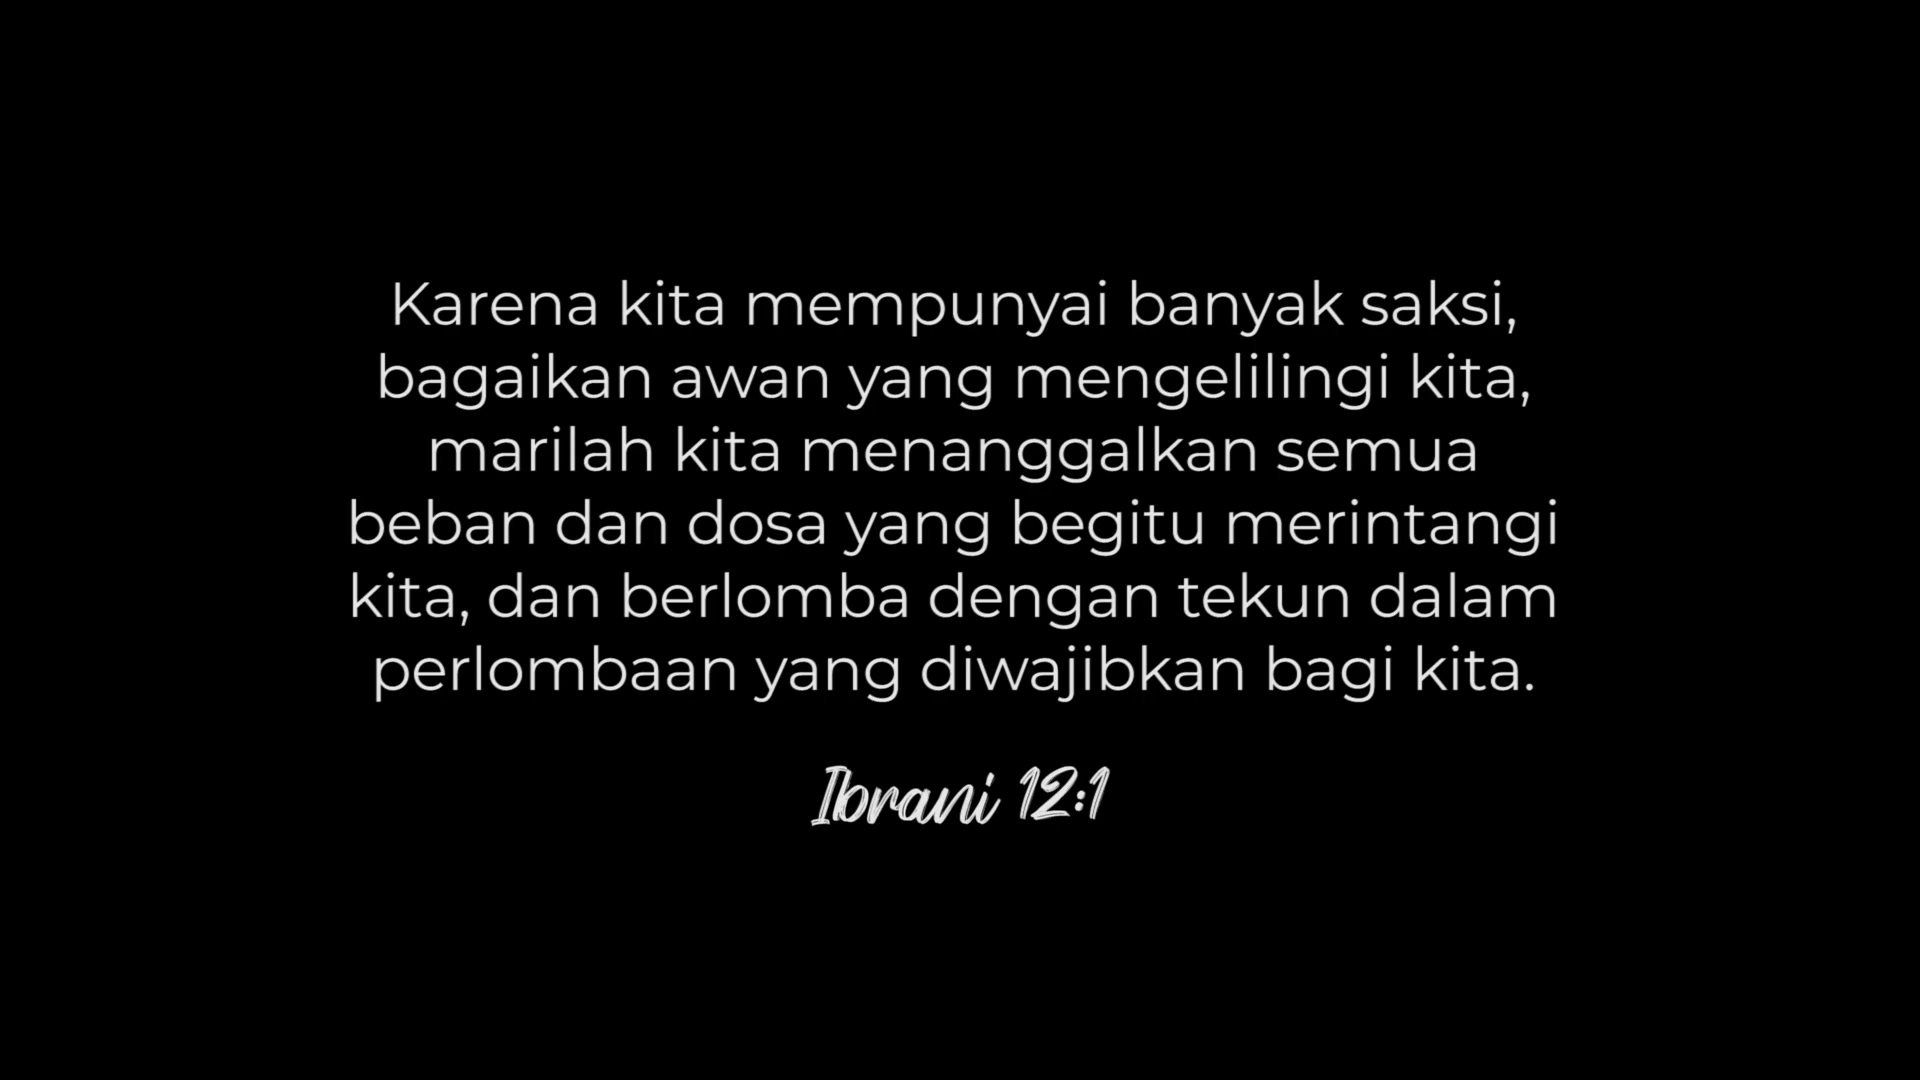 Karena kita mempunyai banyak saksi,
bagaikan awan yang mengelilingi kita,
marilah kita menanggalkan semua
beban dan dosa yang begitu merintangi
kita, dan berlomba dengan tekun dalam
perlombaan yang diwajibkan bagi kita.
Ibrani 12:1